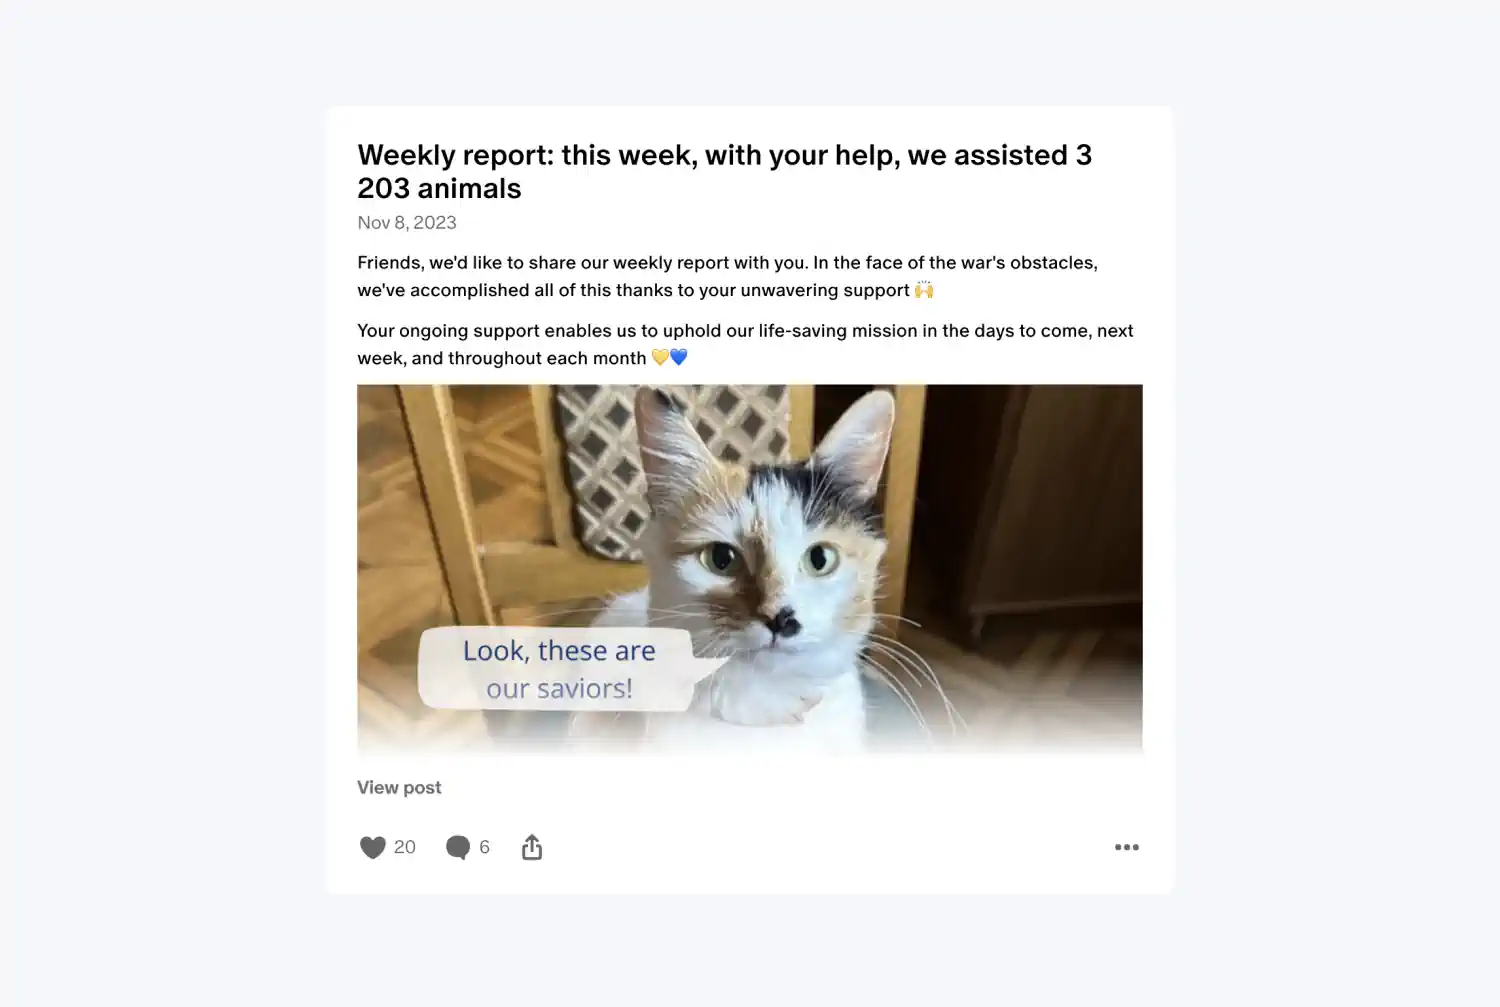 Weekly report: this week, with your help, we assisted 3
203 animals
Nov 8, 2023
Friends, we'd like to share our weekly report with you. In the face of the war's obstacles,
we've accomplished all of this thanks to your unwavering support 🙌
Your ongoing support enables us to uphold our life-saving mission in the days to come, next
week, and throughout each month 💛💙
Look, these are
our saviors!
View post
20 6